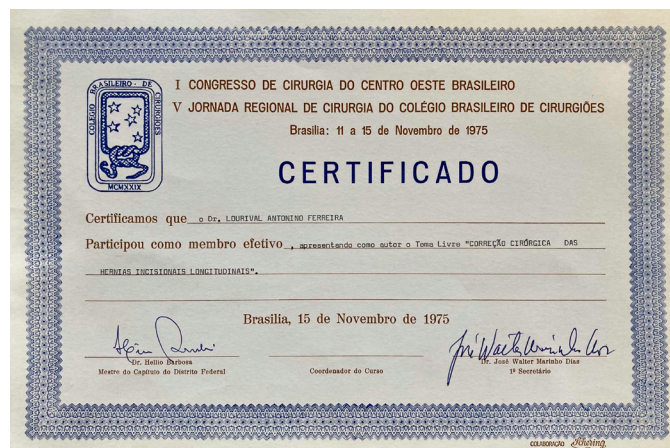 COLÉGIO BRASILEIRO - DE - CIRURGIÕES
MCMXXIX
I CONGRESSO DE CIRURGIA DO CENTRO OESTE BRASILEIRO
V JORNADA REGIONAL DE CIRURGIA DO COLÉGIO BRASILEIRO DE CIRURGIÕES
Brasília: 11 a 15 de Novembro de 1975
CERTIFICADO
Certificamos que o Dr. LOURIVAL ANTONINO FERREIRA
Participou como membro efetivo, apresentando como autor o Tema Livre "CORREÇÃO CIRÚRGICA DAS
HERNIAS INCISIONAIS LONGITUDINAIS".
Brasília, 15 de Novembro de 1975
Dr. Hellio Barbosa
Mestre do Capítulo do Distrito Federal
Coordenador do Curso
Dr. José Walter Marinho Dias
1º Secretário
COLABORAÇÃO Schering